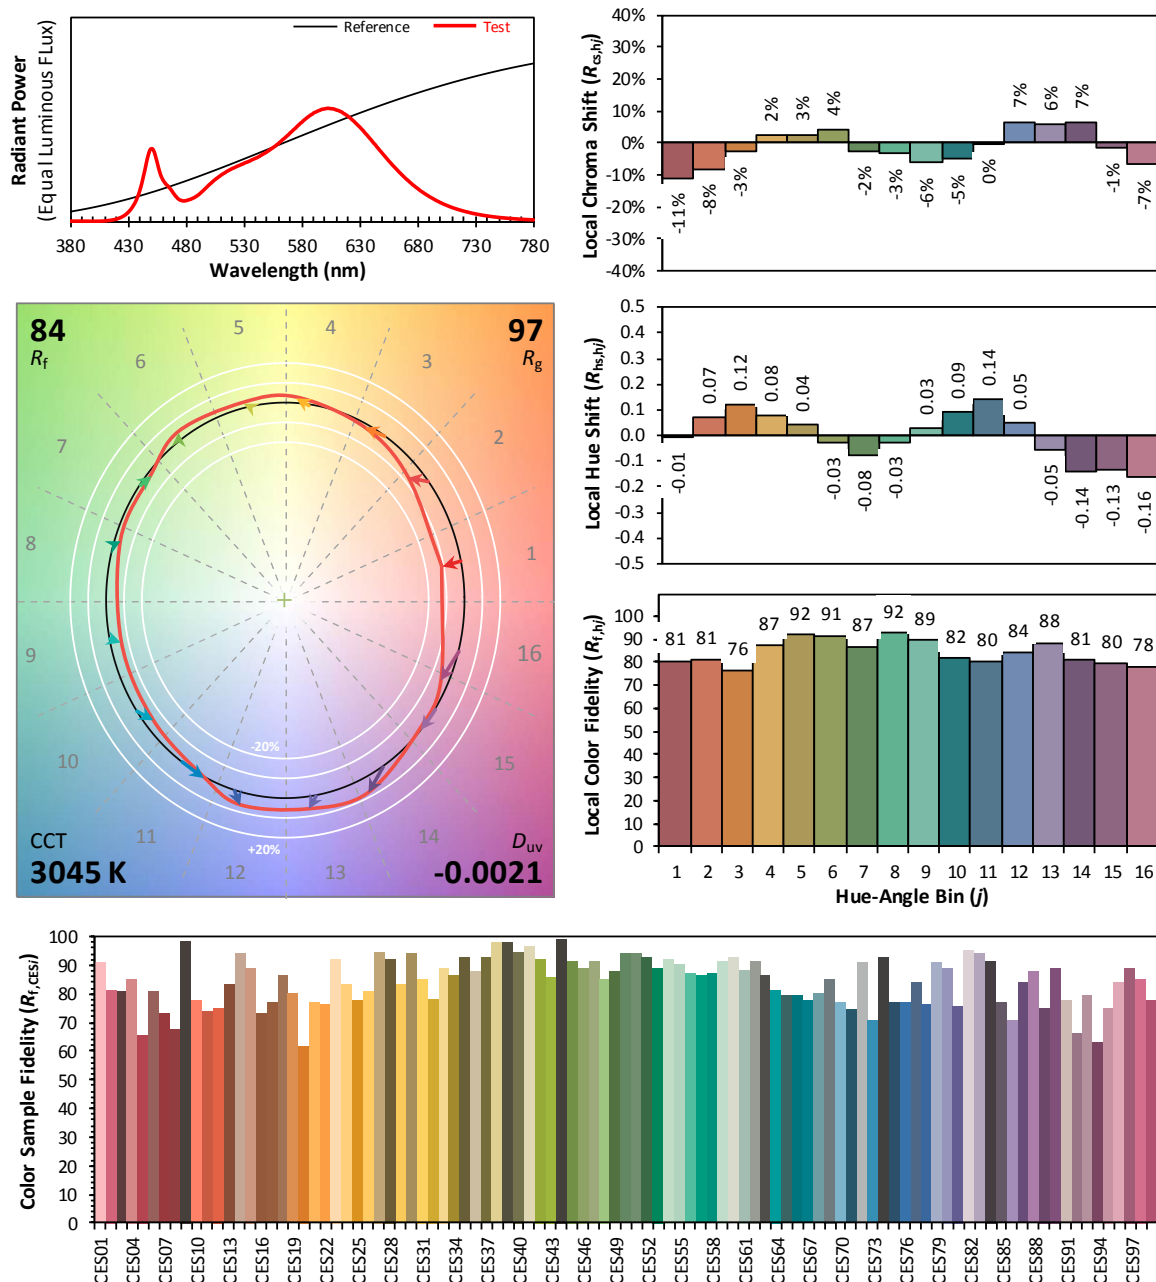 Reference
Test
Radiant Power
(Equal Luminous FLux)
380 430 480 530 580 630 680 730 780
Wavelength (nm)
Local Chroma Shift (Rcs,hj)
40%
30%
20%
10%
0%
-10%
-20%
-30%
-40%
-11% -8% -3% 2% 3% 4% -2% -3% -6% -5% 0% 7% 6% 7% -1% -7%
84
Rf
97
Rg
5 4
6 3
7 2
8 1
9 16
10 15
11 14
12 13
-20%
+20%
CCT
3045 K
Duv
-0.0021
Local Hue Shift (Rhs,hj)
0.5
0.4
0.3
0.2
0.1
0.0
-0.1
-0.2
-0.3
-0.4
-0.5
-0.01 0.07 0.12 0.08 0.04 -0.03 -0.08 -0.03 0.03 0.09 0.14 0.05 -0.05 -0.14 -0.13 -0.16
Local Color Fidelity (Rf,hj)
100
90
80
70
60
50
40
30
20
10
0
81 81 76 87 92 91 87 92 89 82 80 84 88 81 80 78
1 2 3 4 5 6 7 8 9 10 11 12 13 14 15 16
Hue-Angle Bin (j)
Color Sample Fidelity (Rf,CESi)
100
90
80
70
60
50
40
30
20
10
0
CES01 CES04 CES07 CES10 CES13 CES16 CES19 CES22 CES25 CES28 CES31 CES34 CES37 CES40 CES43 CES46 CES49 CES52 CES55 CES58 CES61 CES64 CES67 CES70 CES73 CES76 CES79 CES82 CES85 CES88 CES91 CES94 CES97